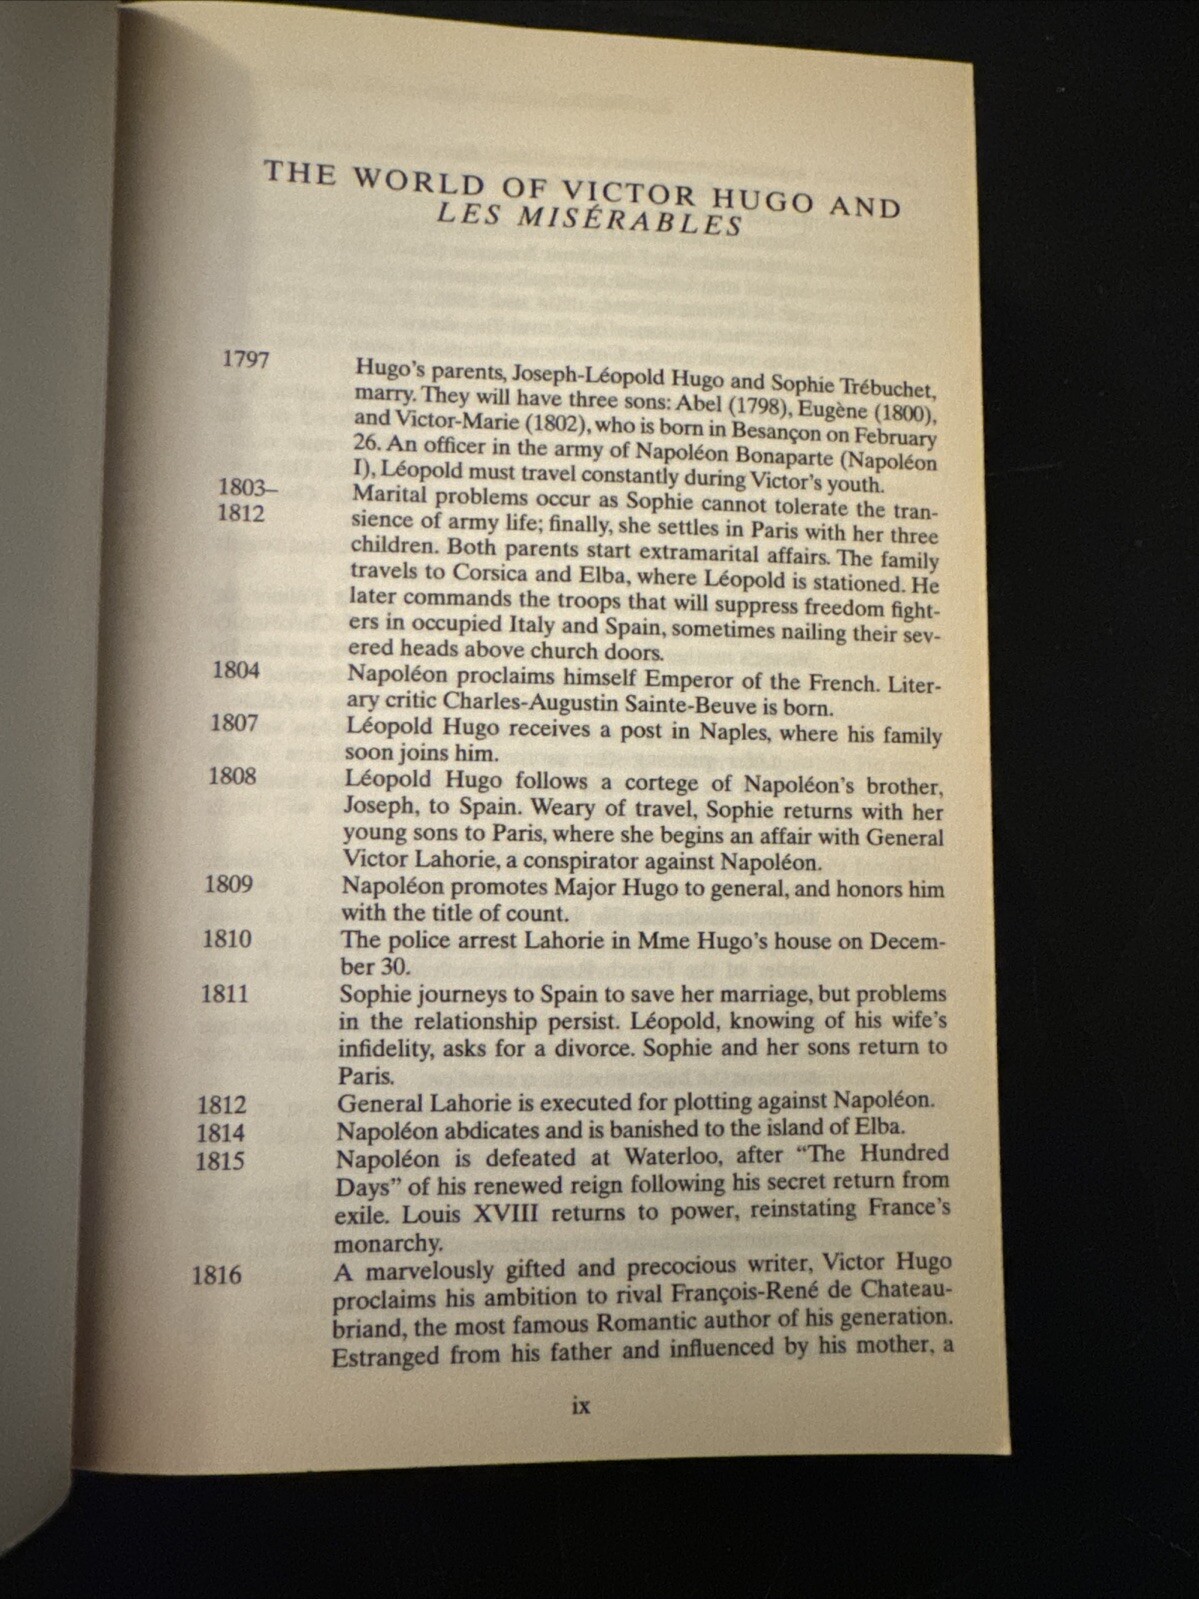 THE WORLD OF VICTOR HUGO AND
LES MISÉRABLES
1797 Hugo's parents, Joseph-Léopold Hugo and Sophie Trébuchet,
marry. They will have three sons: Abel (1798), Eugène (1800),
and Victor-Marie (1802), who is born in Besançon on February
26. An officer in the army of Napoléon Bonaparte (Napoléon
I), Léopold must travel constantly during Victor's youth.
1803– Marital problems occur as Sophie cannot tolerate the tran-
1812 sience of army life; finally, she settles in Paris with her three
children. Both parents start extramarital affairs. The family
travels to Corsica and Elba, where Léopold is stationed. He
later commands the troops that will suppress freedom fight-
ers in occupied Italy and Spain, sometimes nailing their sev-
ered heads above church doors.
1804 Napoléon proclaims himself Emperor of the French. Liter-
ary critic Charles-Augustin Sainte-Beuve is born.
1807 Léopold Hugo receives a post in Naples, where his family
soon joins him.
1808 Léopold Hugo follows a cortege of Napoléon's brother,
Joseph, to Spain. Weary of travel, Sophie returns with her
young sons to Paris, where she begins an affair with General
Victor Lahorie, a conspirator against Napoléon.
1809 Napoléon promotes Major Hugo to general, and honors him
with the title of count.
1810 The police arrest Lahorie in Mme Hugo's house on Decem-
ber 30.
1811 Sophie journeys to Spain to save her marriage, but problems
in the relationship persist. Léopold, knowing of his wife's
infidelity, asks for a divorce. Sophie and her sons return to
Paris.
1812 General Lahorie is executed for plotting against Napoléon.
1814 Napoléon abdicates and is banished to the island of Elba.
1815 Napoléon is defeated at Waterloo, after “The Hundred
Days” of his renewed reign following his secret return from
exile. Louis XVIII returns to power, reinstating France's
monarchy.
1816 A marvelously gifted and precocious writer, Victor Hugo
proclaims his ambition to rival François-René de Chateau-
briand, the most famous Romantic author of his generation.
Estranged from his father and influenced by his mother, a
ix